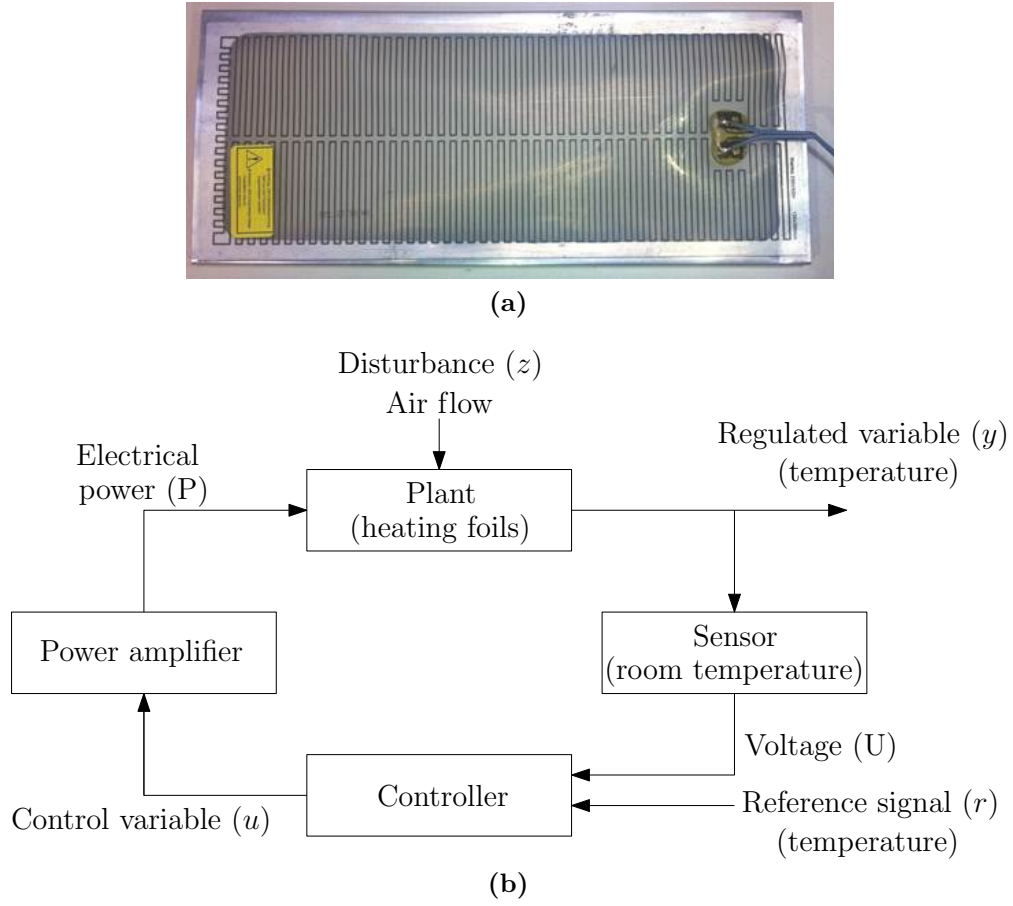 (a)
Disturbance (z)
Air flow
Electrical
power (P)
Regulated variable (y)
(temperature)
Plant
(heating foils)
Power amplifier
Sensor
(room temperature)
Voltage (U)
Controller
Control variable (u)
Reference signal (r)
(temperature)
(b)